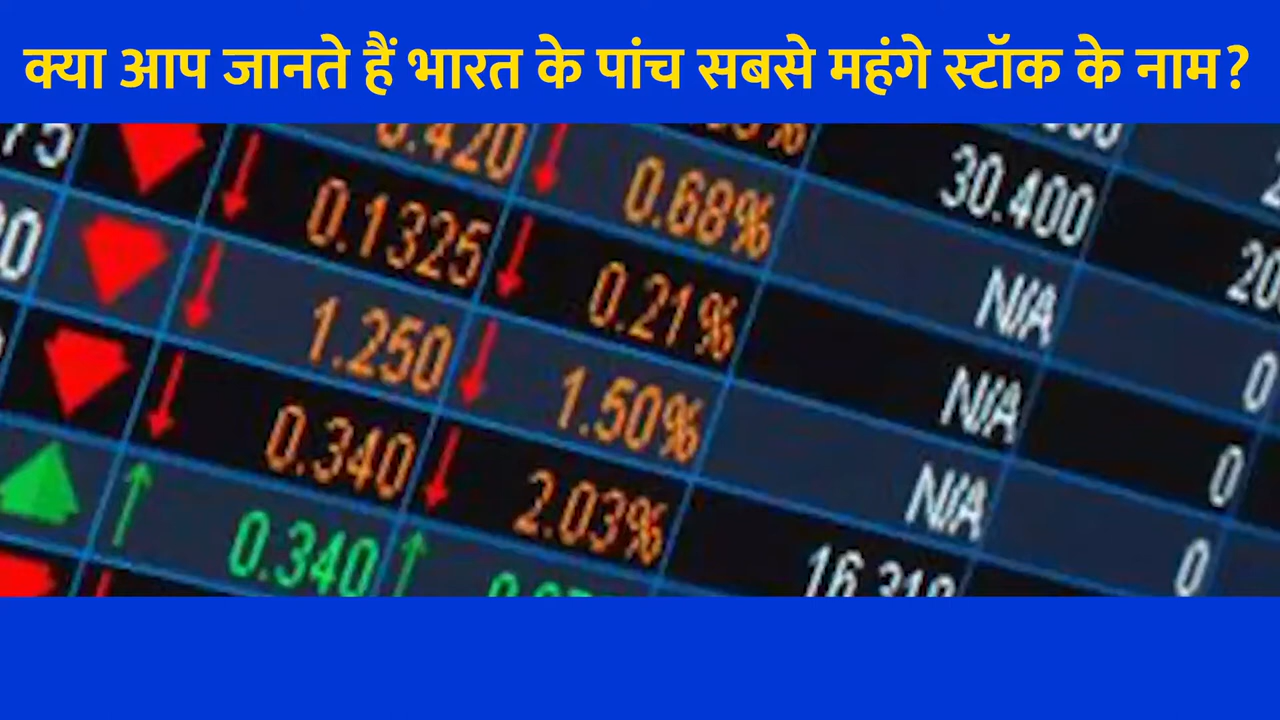 क्या आप जानते हैं भारत के पांच सबसे महंगे स्टॉक के नाम?
0.68% 30.400
0.1325 0.21% N/A
1.250 1.50% N/A 0
0.340 2.03% N/A 0
0.340 0